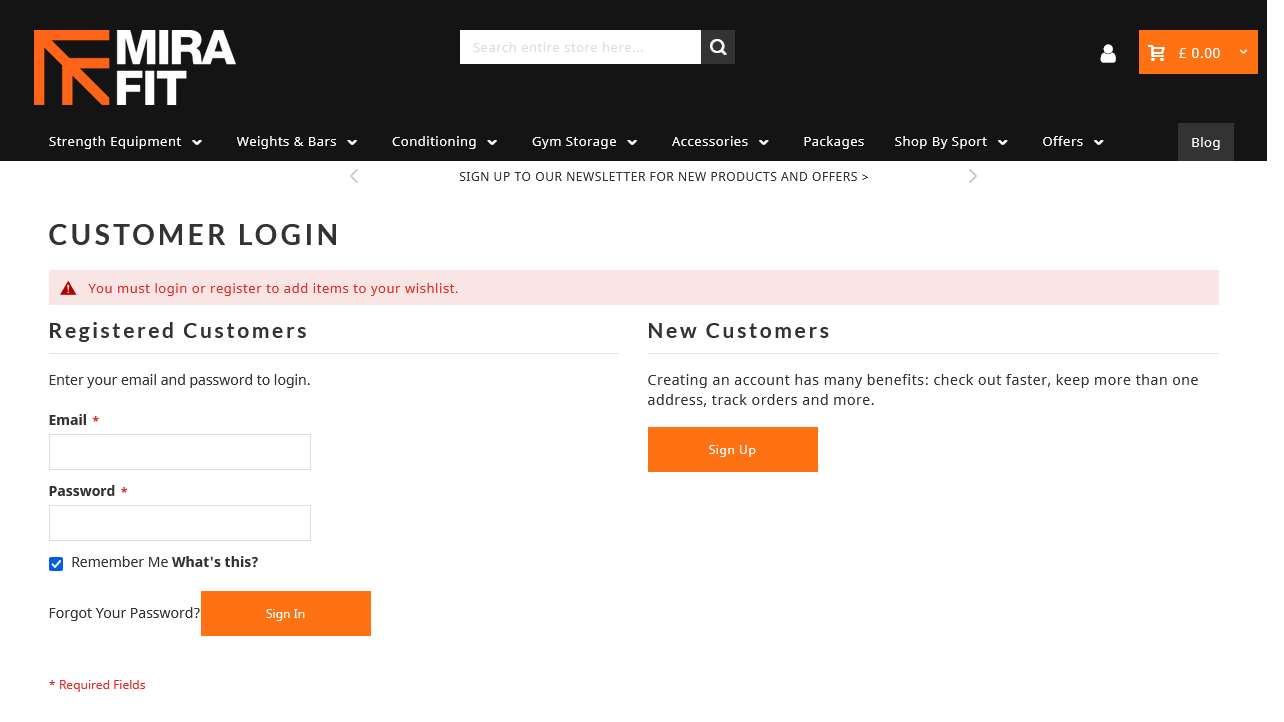 MIRA
FIT
Search entire store here...
£ 0.00
Strength Equipment Weights & Bars Conditioning Gym Storage Accessories Packages Shop By Sport Offers Blog
SIGN UP TO OUR NEWSLETTER FOR NEW PRODUCTS AND OFFERS >
CUSTOMER LOGIN
You must login or register to add items to your wishlist.
Registered Customers
Enter your email and password to login.
Email *
Password *
Remember Me What's this?
Forgot Your Password? Sign In
* Required Fields
New Customers
Creating an account has many benefits: check out faster, keep more than one
address, track orders and more.
Sign Up